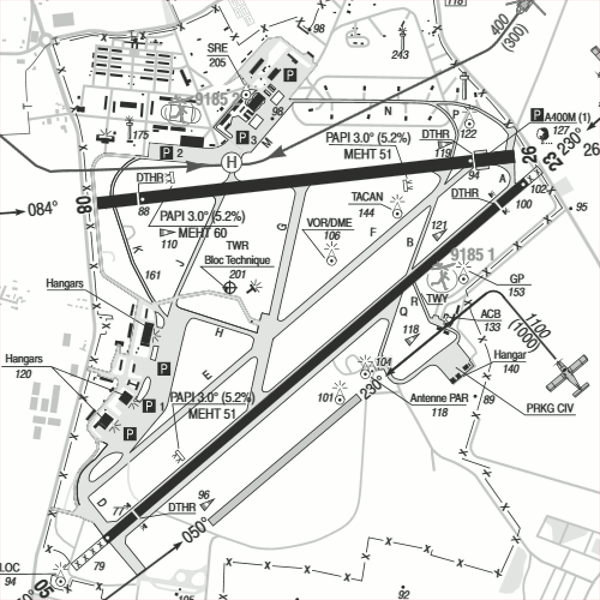 118
98
400
(300)
SRE
205
243
P
9185 2
98
N
P
122
P A400M (1)
127
175
P 3
M
PAPI 3.0° (5.2%)
MEHT 51
DTHR
119
230°
P 2
H
26
23
26
94
A
DTHR
88
DTHR
102
100
95
084°
08
PAPI 3.0° (5.2%)
MEHT 60
110
TACAN
144
VOR/DME
106
G
F
121
B
K
J
161
TWR
Bloc Technique
201
9185 1
GP
153
Hangars
TWY
R
Q
ACB
133
1100
(1000)
H
118
Hangars
120
P
E
104
Hangar
140
PAPI 3.0° (5.2%)
MEHT 51
P 1
101
230°
Antenne PAR
118
89
PRKG CIV
P
D
77
DTHR
96
050°
79
LOC
94
05
92
105